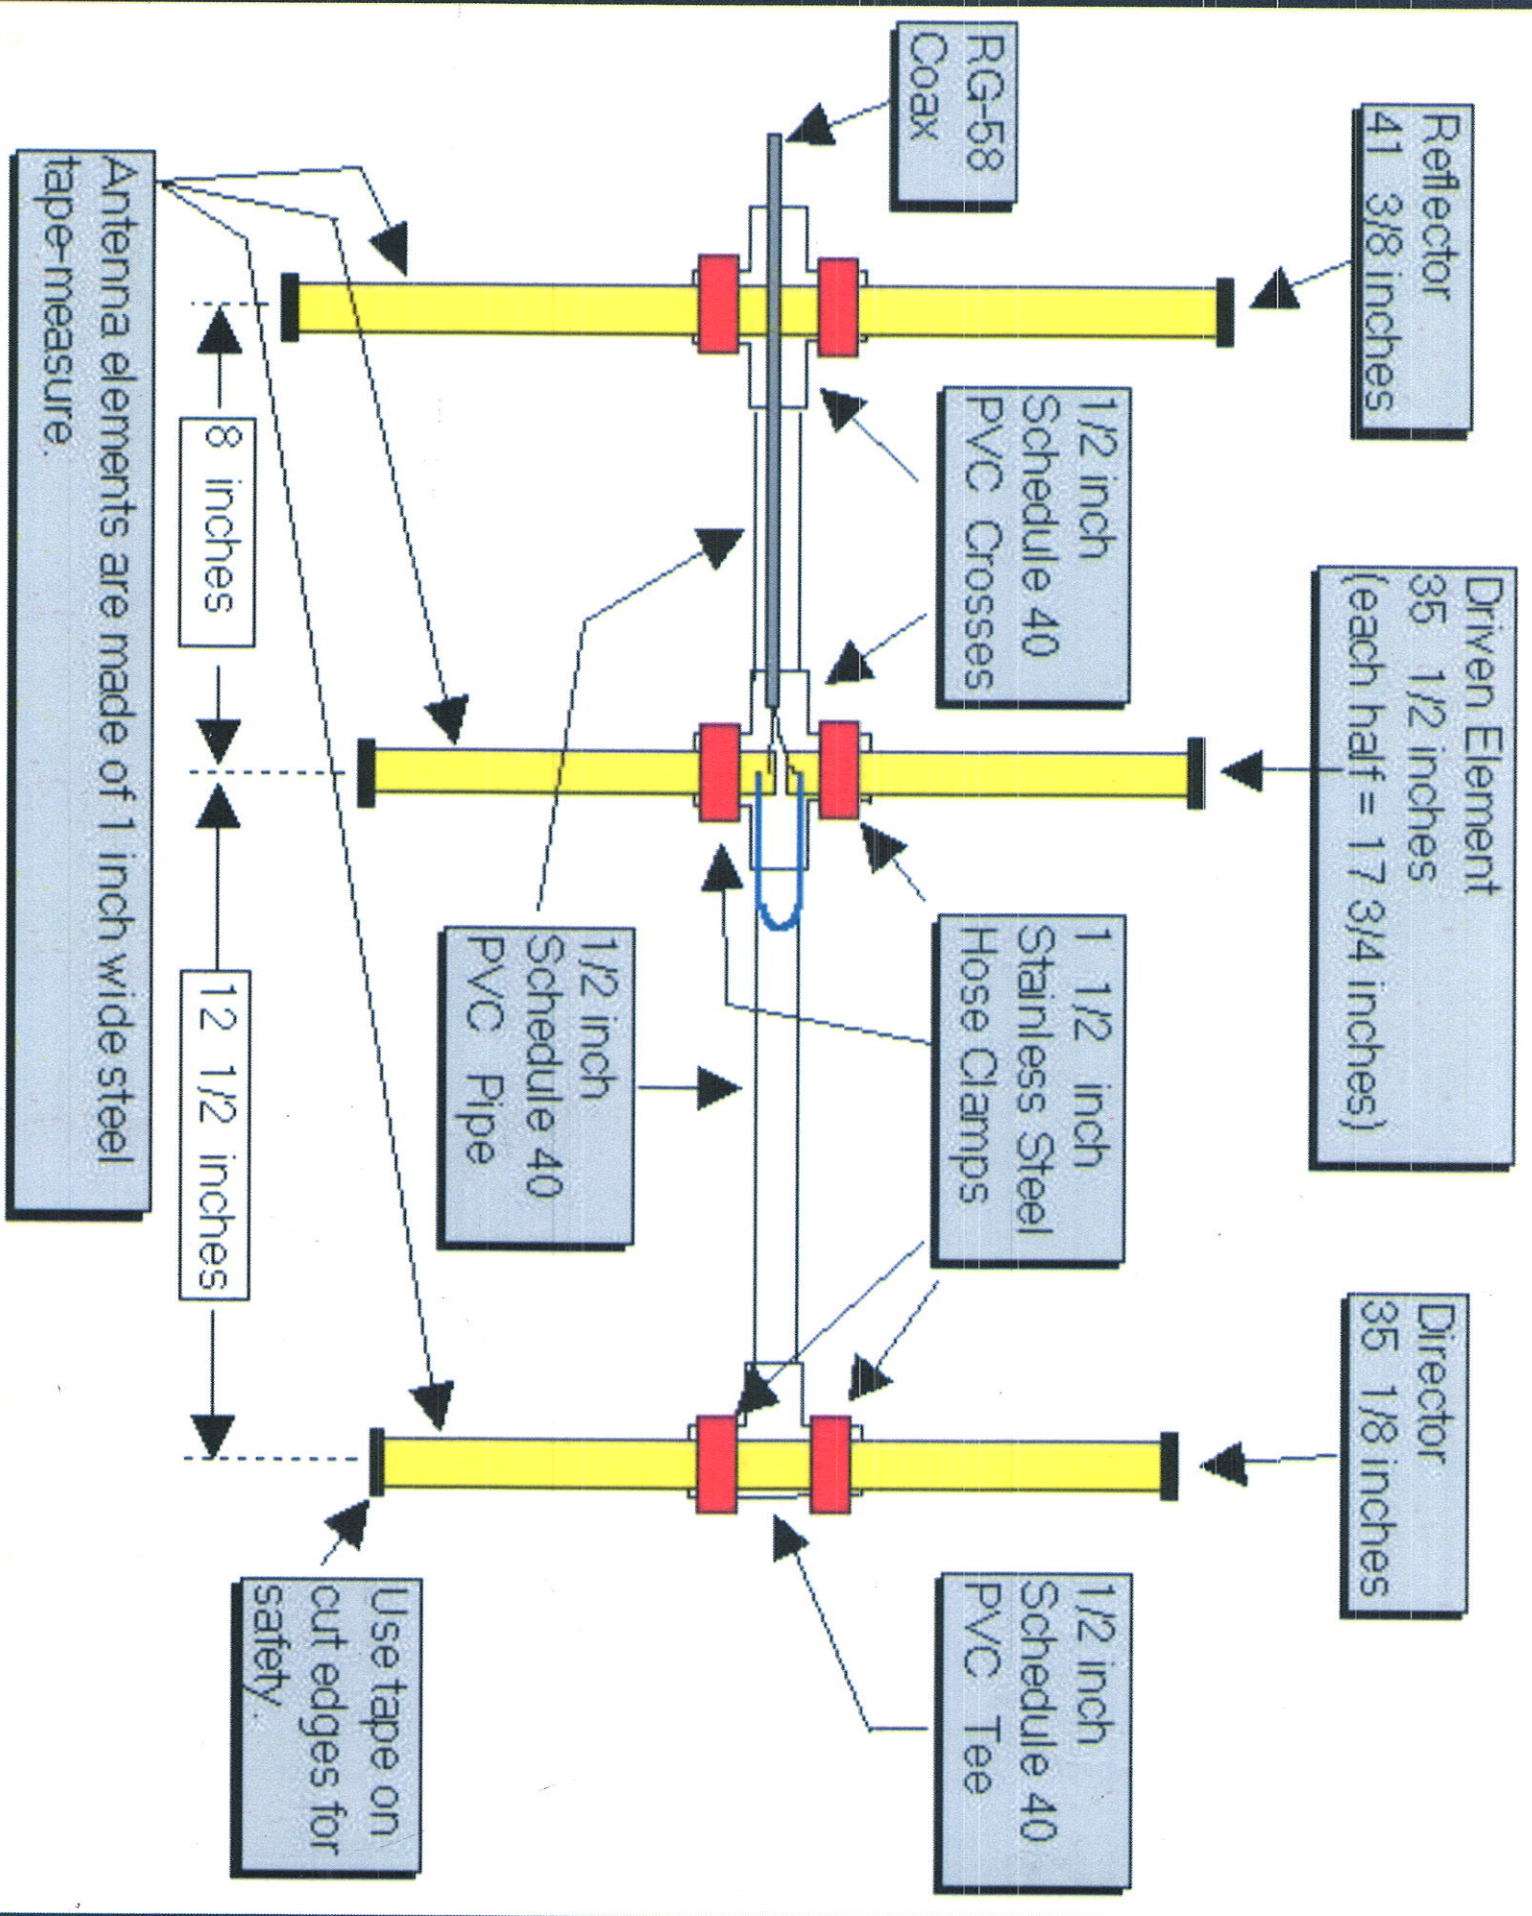 Reflector
41 3/8 inches
Driven Element
35 1/2 inches
(each half = 17 3/4 inches)
Director
35 1/8 inches
RG-58
Coax
1/2 inch
Schedule 40
PVC Crosses
1 1/2 inch
Stainless Steel
Hose Clamps
1/2 inch
Schedule 40
PVC Tee
1/2 inch
Schedule 40
PVC Pipe
Use tape on
cut edges for
safety.
8 inches
12 1/2 inches
Antenna elements are made of 1 inch wide steel
tape-measure.